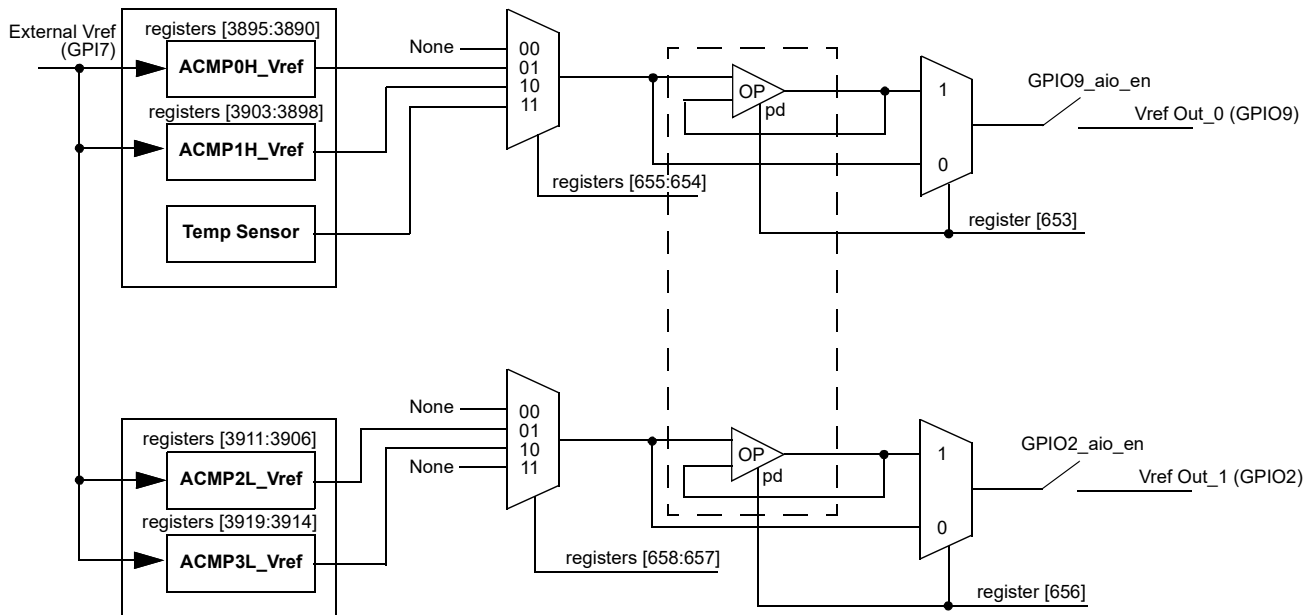 External Vref
(GPI7)
registers [3895:3890]
ACMP0H_Vref
registers [3903:3898]
ACMP1H_Vref
Temp Sensor
None
00
01
10
11
registers [655:654]
OP
pd
1
0
register [653]
GPIO9_aio_en
Vref Out_0 (GPIO9)
registers [3911:3906]
ACMP2L_Vref
registers [3919:3914]
ACMP3L_Vref
None
None
00
01
10
11
registers [658:657]
OP
pd
1
0
register [656]
GPIO2_aio_en
Vref Out_1 (GPIO2)